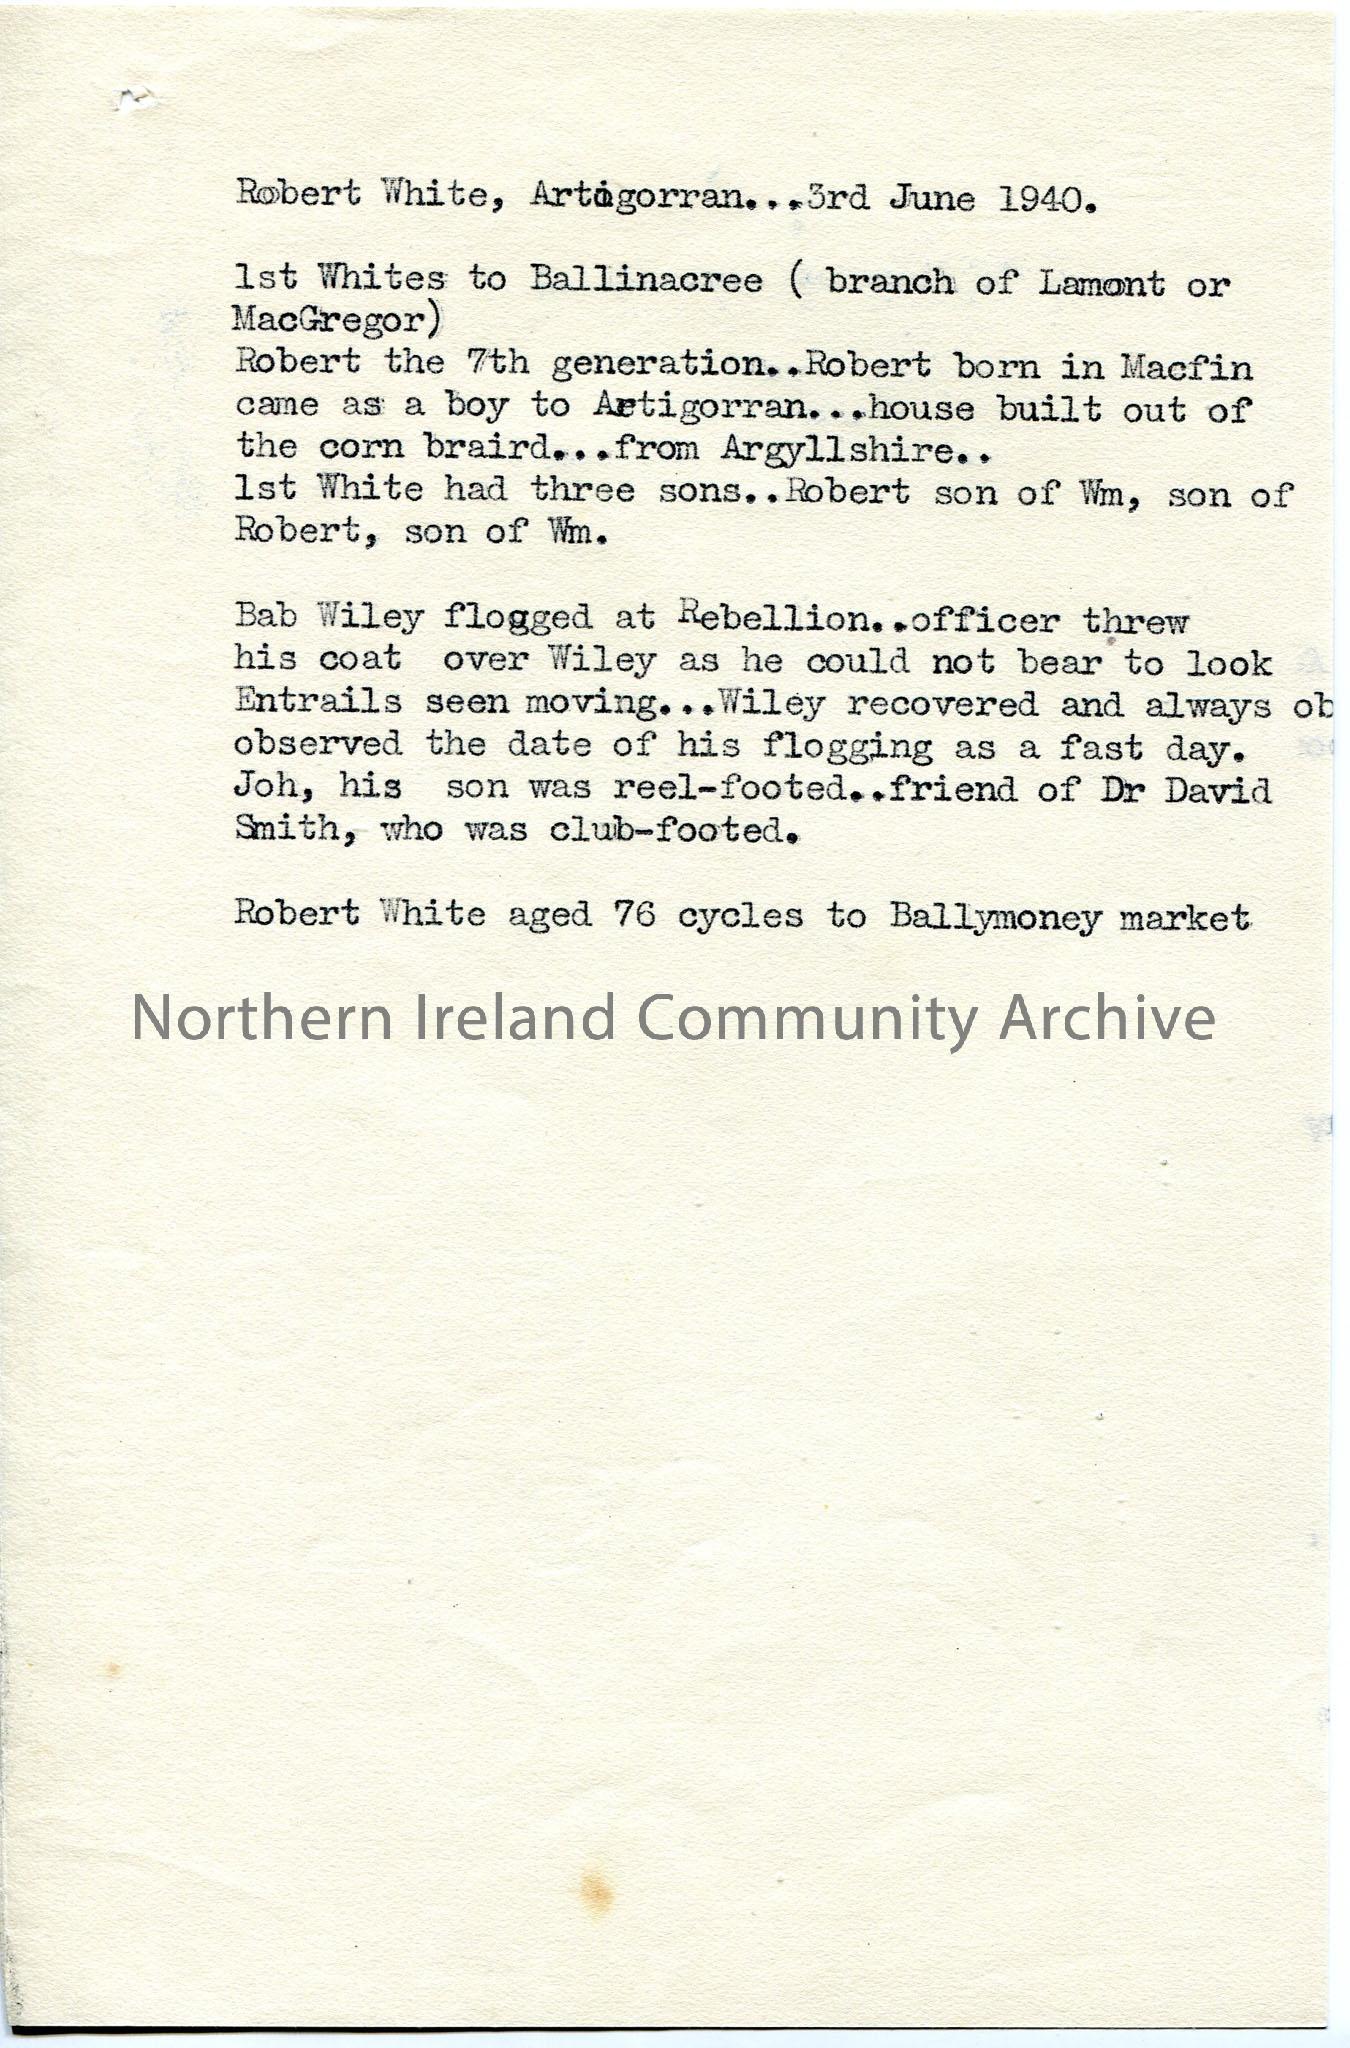 Robert White, Artigorran...3rd June 1940.
1st Whites to Ballinacree ( branch of Lamont or
MacGregor)
Robert the 7th generation..Robert born in Macfin
came as a boy to Artigorran...house built out of
the corn braird...from Argyllshire..
1st White had three sons..Robert son of Wm, son of
Robert, son of Wm.
Bab Wiley flogged at Rebellion..officer threw
his coat  over Wiley as he could not bear to look
Entrails seen moving...Wiley recovered and always ob
observed the date of his flogging as a fast day.
Joh, his  son was reel-footed..friend of Dr David
Smith, who was club-footed.
Robert White aged 76 cycles to Ballymoney market
Northern Ireland Community Archive